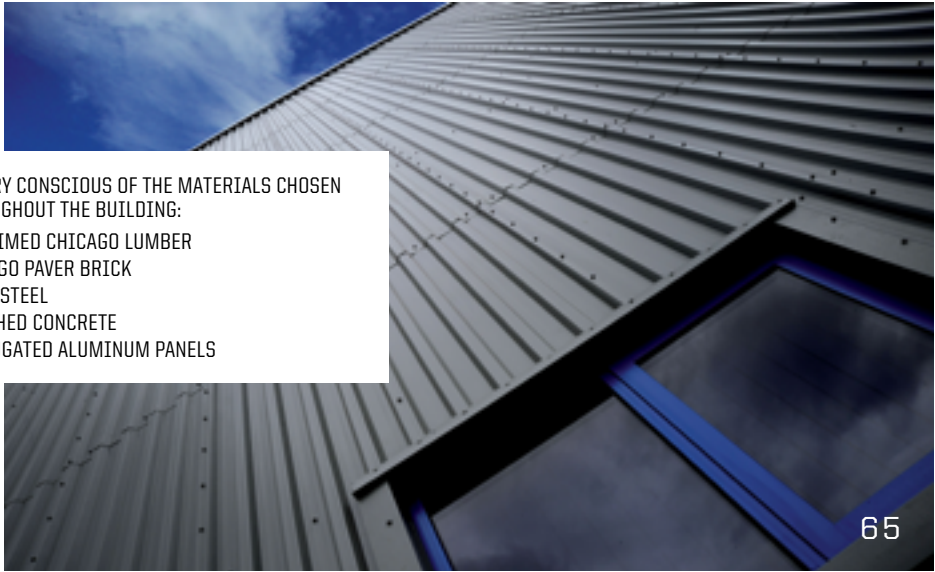 RY CONSCIOUS OF THE MATERIALS CHOSEN
GHOUT THE BUILDING:
IMED CHICAGO LUMBER
GO PAVER BRICK
STEEL
HED CONCRETE
GATED ALUMINUM PANELS
65